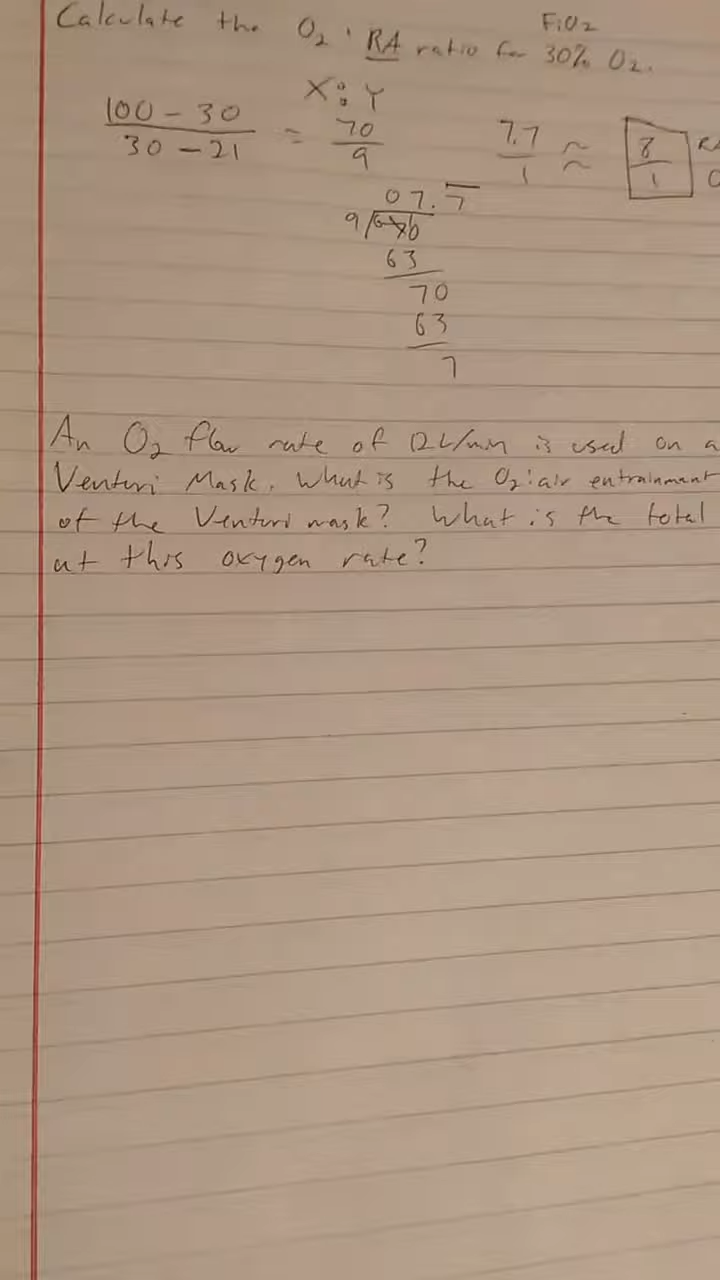 FiO2
Calculate the O2 : RA ratio for 30% O2.
X : Y
100 - 30 / 30 - 21 = 70 / 9
7.7 / 1 ≈ 8 / 1
07.7
9
63
70
63
7
An O2 flow rate of 12L/min is used on a
Venturi Mask. What is the O2:air entrainment
of the Venturi mask? What is the total
at this oxygen rate?